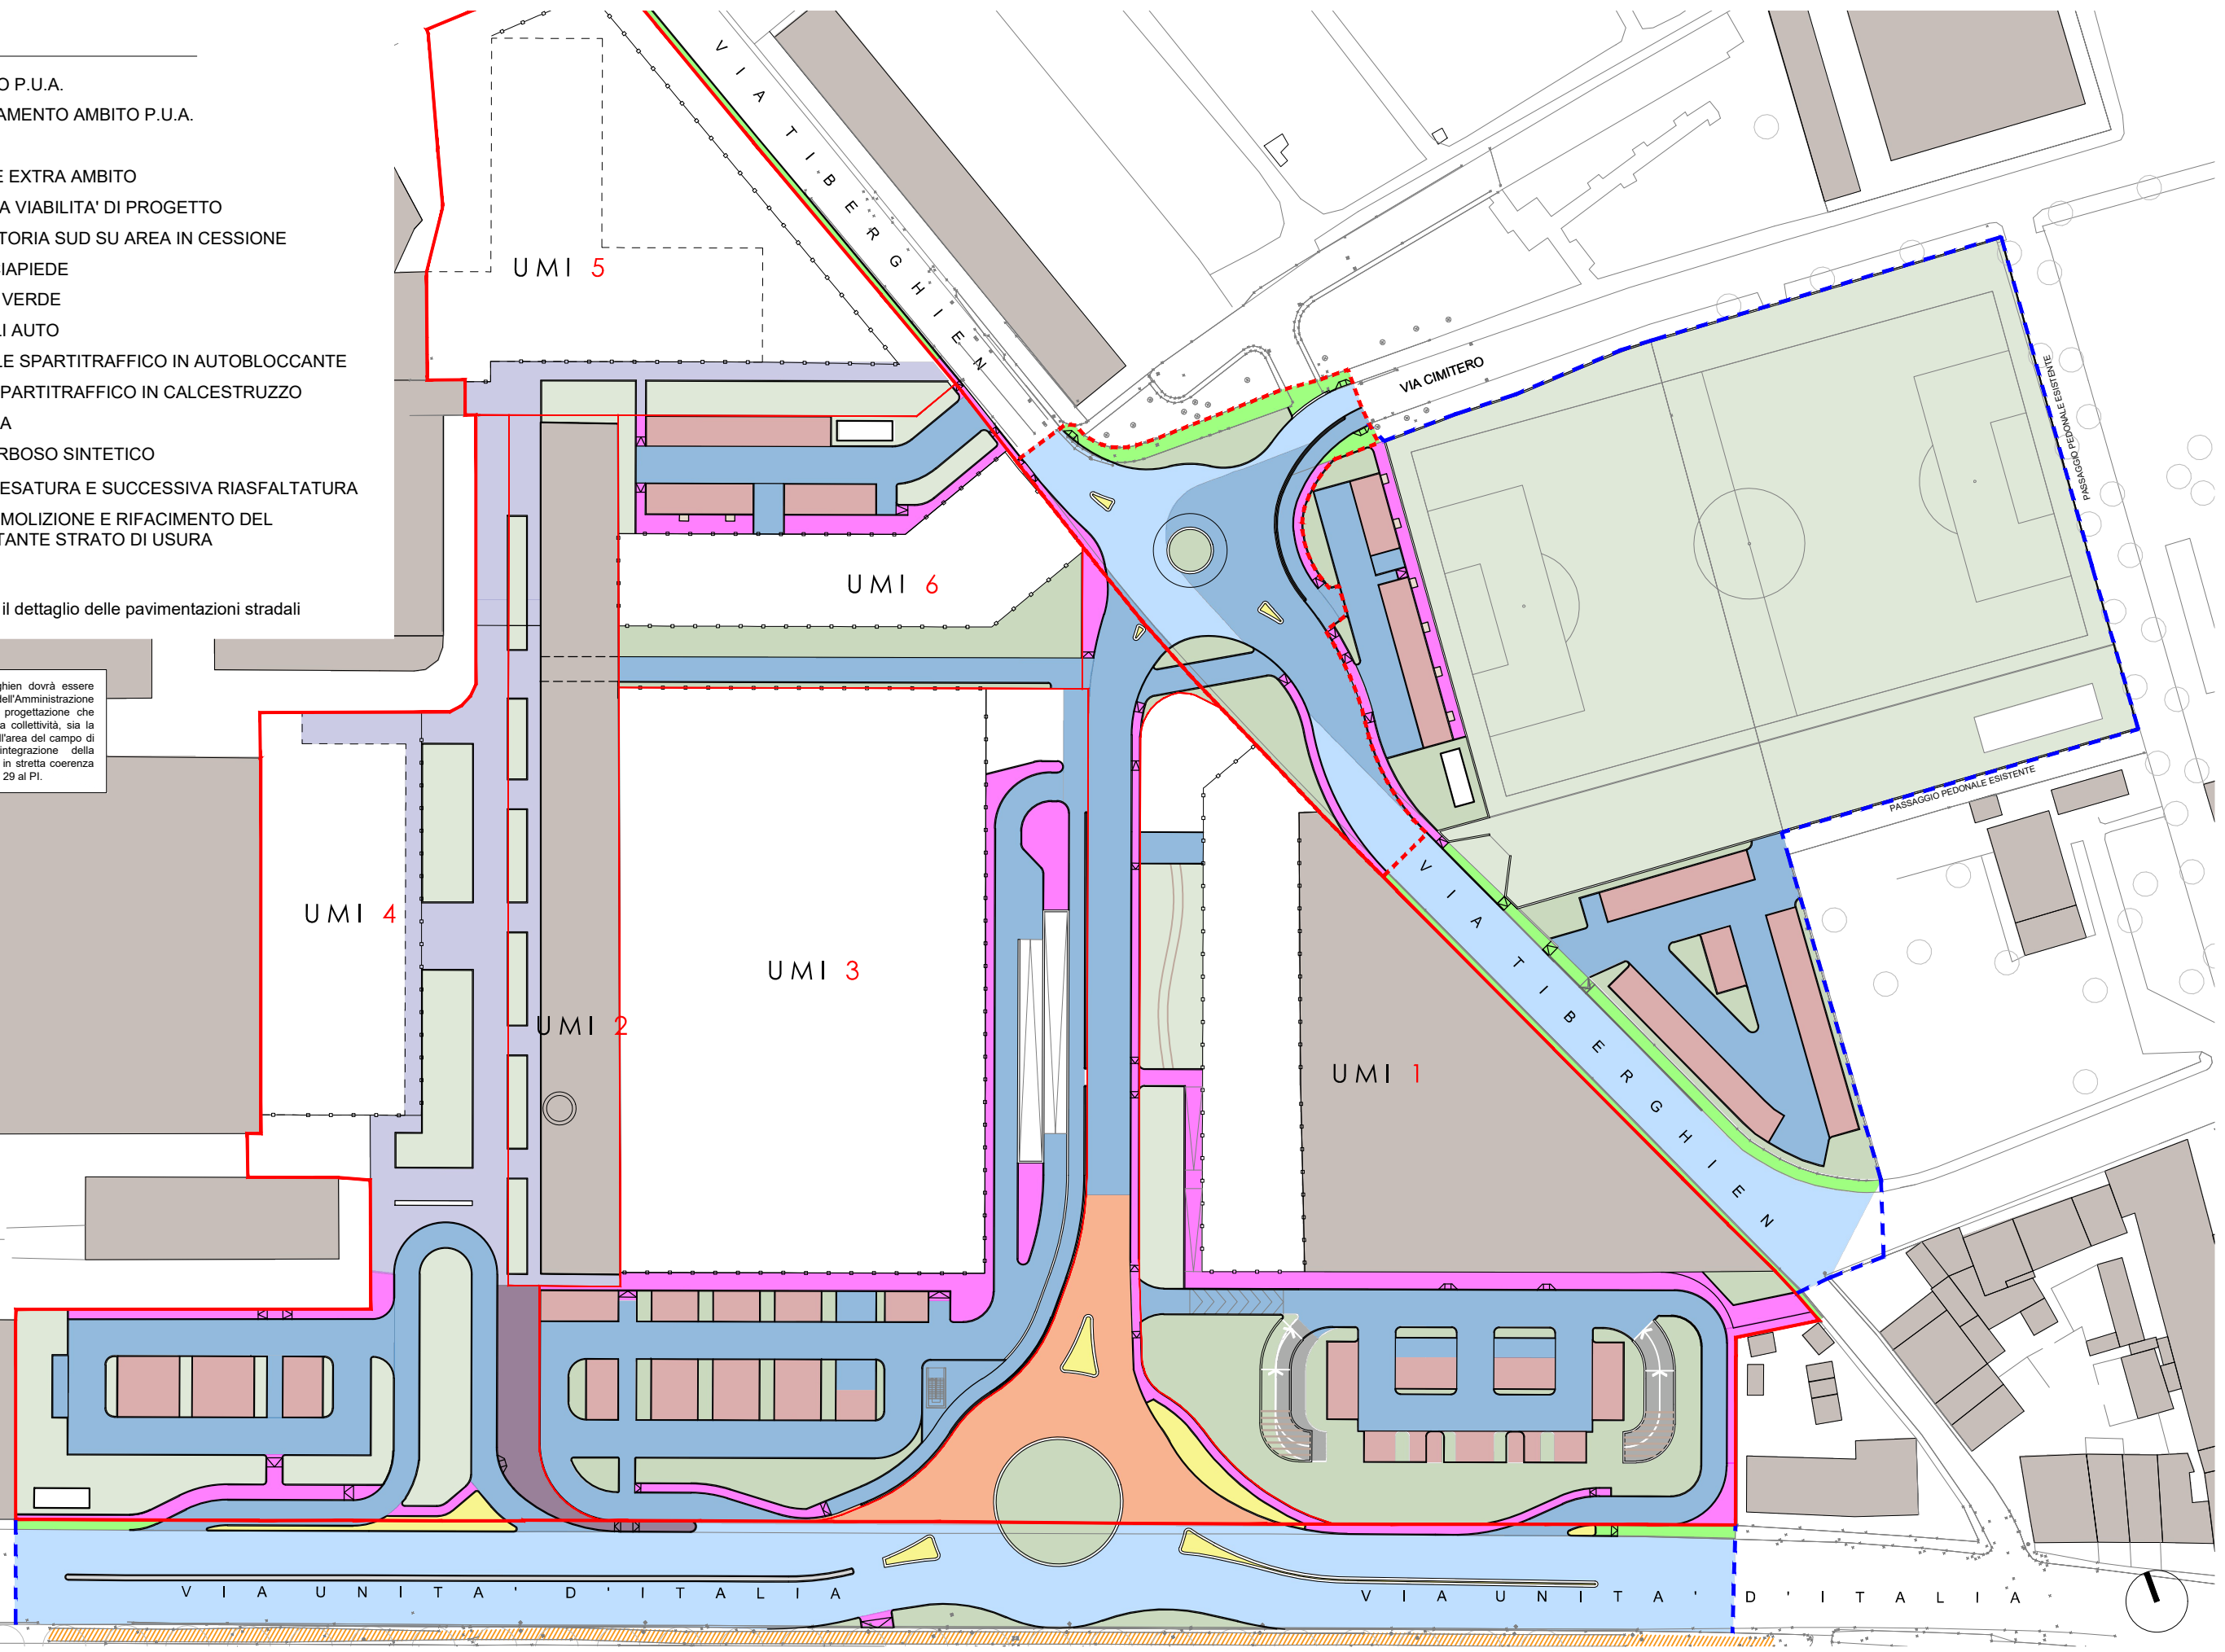 O P.U.A.
AMENTO AMBITO P.U.A.
E EXTRA AMBITO
A VIABILITA' DI PROGETTO
TORIA SUD SU AREA IN CESSIONE
IAPIEDE
VERDE
LI AUTO
LE SPARTITRAFFICO IN AUTOBLOCCANTE
PARTITRAFFICO IN CALCESTRUZZO
A
RBOSO SINTETICO
ESATURA E SUCCESSIVA RIASFALTATURA
MOLIZIONE E RIFACIMENTO DEL
TANTE STRATO DI USURA
il dettaglio delle pavimentazioni stradali
ghien dovrà essere
dell'Amministrazione
progettazione che
a collettività, sia la
l'area del campo di
integrazione della
in stretta coerenza
29 al PI.
VIA TIBERGHIEN
UMI 5
VIA CIMITERO
PASSAGGIO PEDONALE ESISTENTE
UMI 6
PASSAGGIO PEDONALE ESISTENTE
UMI 4
UMI 3
UMI 2
UMI 1
VIA TIBERGHIEN
VIA UNITA' D'ITALIA
VIA UNITA' D'ITALIA